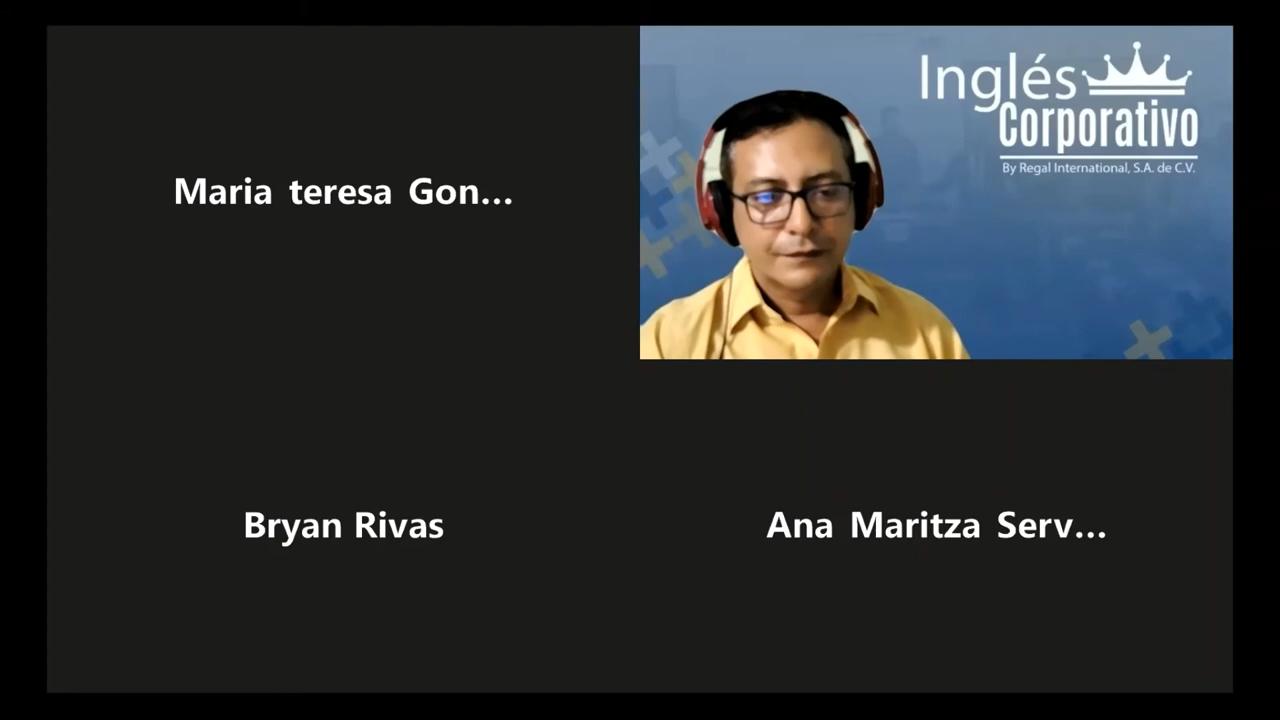 Maria teresa Gon...
Inglés
Corporativo
By Regal International, S.A. de C.V.
Bryan Rivas
Ana Maritza Serv...